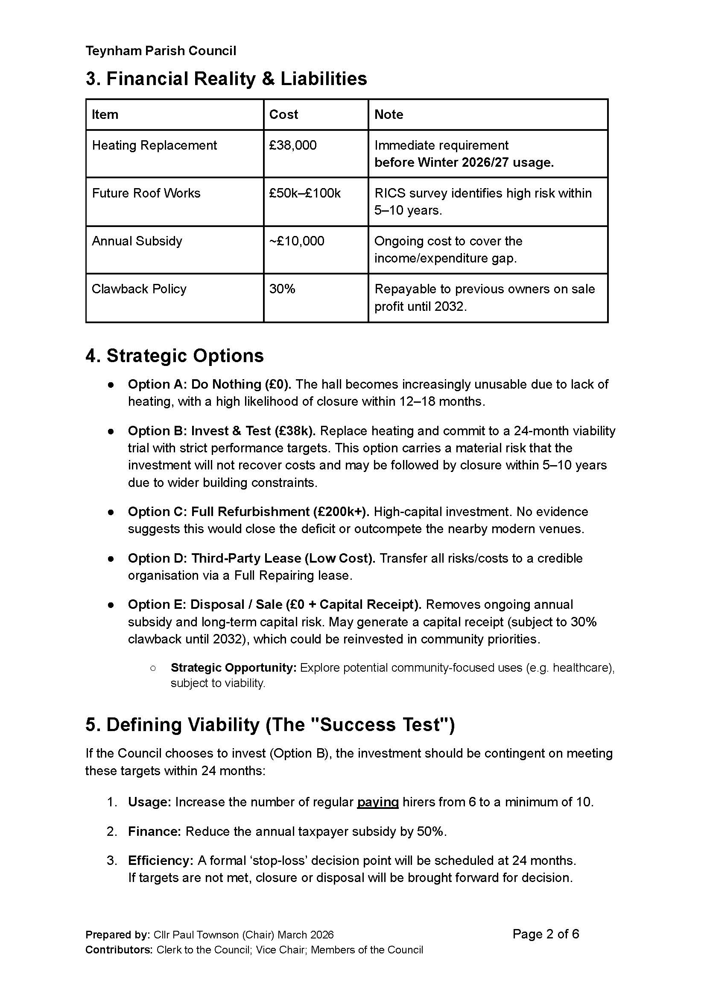 Teynham Parish Council
3. Financial Reality & Liabilities
Item Cost Note
Heating Replacement £38,000 Immediate requirement
before Winter 2026/27 usage.
Future Roof Works £50k–£100k RICS survey identifies high risk within
5–10 years.
Annual Subsidy ~£10,000 Ongoing cost to cover the
income/expenditure gap.
Clawback Policy 30% Repayable to previous owners on sale
profit until 2032.
4. Strategic Options
● Option A: Do Nothing (£0). The hall becomes increasingly unusable due to lack of
heating, with a high likelihood of closure within 12–18 months.
● Option B: Invest & Test (£38k). Replace heating and commit to a 24-month viability
trial with strict performance targets. This option carries a material risk that the
investment will not recover costs and may be followed by closure within 5–10 years
due to wider building constraints.
● Option C: Full Refurbishment (£200k+). High-capital investment. No evidence
suggests this would close the deficit or outcompete the nearby modern venues.
● Option D: Third-Party Lease (Low Cost). Transfer all risks/costs to a credible
organisation via a Full Repairing lease.
● Option E: Disposal / Sale (£0 + Capital Receipt). Removes ongoing annual
subsidy and long-term capital risk. May generate a capital receipt (subject to 30%
clawback until 2032), which could be reinvested in community priorities.
○ Strategic Opportunity: Explore potential community-focused uses (e.g. healthcare),
subject to viability.
5. Defining Viability (The "Success Test")
If the Council chooses to invest (Option B), the investment should be contingent on meeting
these targets within 24 months:
1. Usage: Increase the number of regular paying hirers from 6 to a minimum of 10.
2. Finance: Reduce the annual taxpayer subsidy by 50%.
3. Efficiency: A formal ‘stop-loss’ decision point will be scheduled at 24 months.
If targets are not met, closure or disposal will be brought forward for decision.
Prepared by: Cllr Paul Townson (Chair) March 2026 Page 2 of 6
Contributors: Clerk to the Council; Vice Chair; Members of the Council